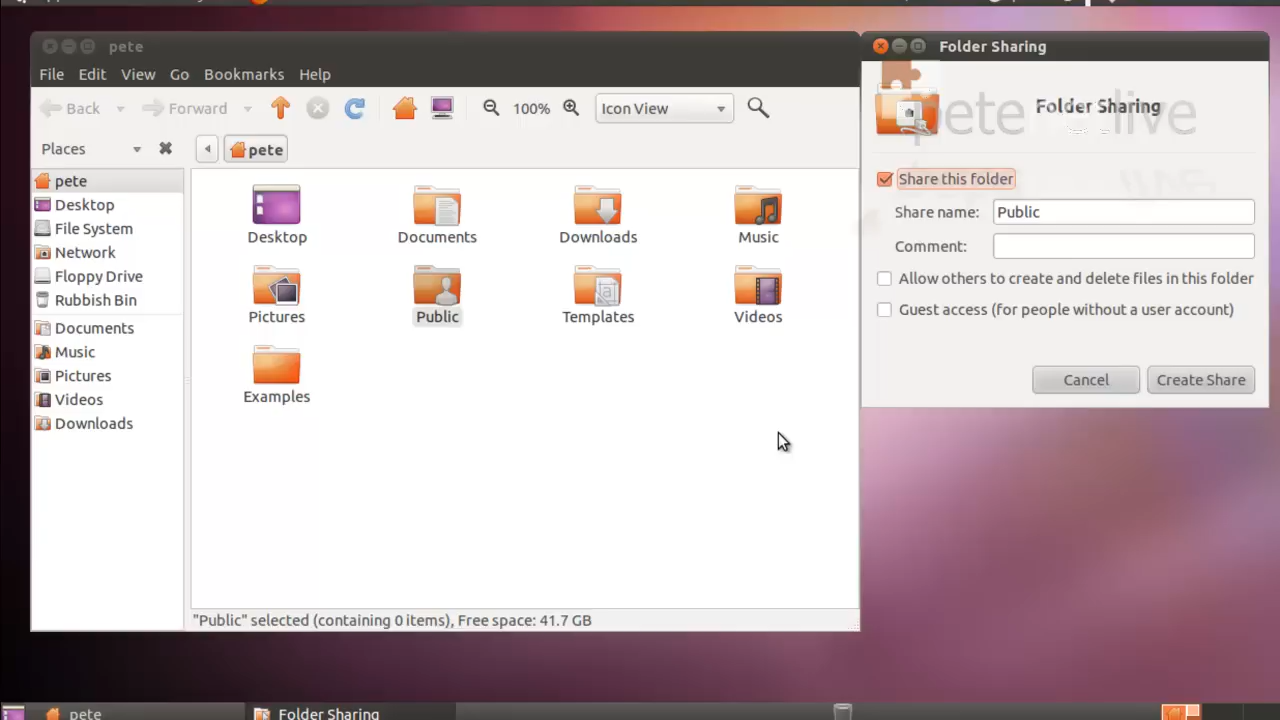 pete
File Edit View Go Bookmarks Help
Back Forward 100% Icon View
Places
pete
pete
Desktop
File System
Network
Floppy Drive
Rubbish Bin
Documents
Music
Pictures
Videos
Downloads
Desktop Documents Downloads Music
Pictures Public Templates Videos
Examples
"Public" selected (containing 0 items), Free space: 41.7 GB
Folder Sharing
Folder Sharing
pete live
Share this folder
Share name: Public
Comment:
Allow others to create and delete files in this folder
Guest access (for people without a user account)
Cancel Create Share
pete Folder Sharing